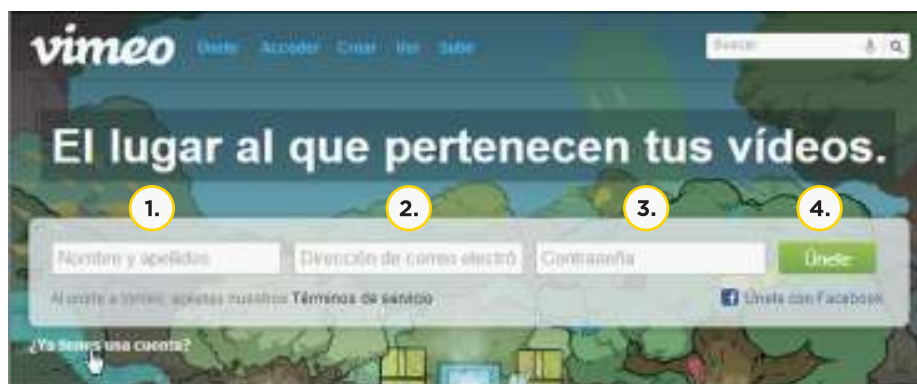 vimeo Únete Acceder Crear Ver Subir Buscar
El lugar al que pertenecen tus vídeos.
1. 2. 3. 4.
Nombre y apellidos Dirección de correo electró Contraseña Únete
Al unirte a Vimeo, aceptas nuestros Términos de servicio Únete con Facebook
¿Ya tienes una cuenta?